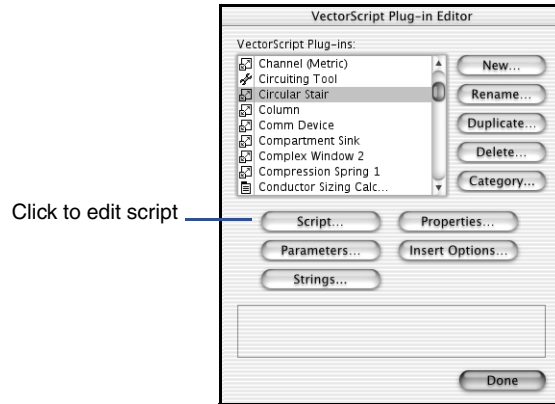 VectorScript Plug-in Editor
VectorScript Plug-ins:
Channel (Metric)
Circuiting Tool
Circular Stair
Column
Comm Device
Compartment Sink
Complex Window 2
Compression Spring 1
Conductor Sizing Calc...
New...
Rename...
Duplicate...
Delete...
Category...
Click to edit script
Script...
Properties...
Parameters...
Insert Options...
Strings...
Done